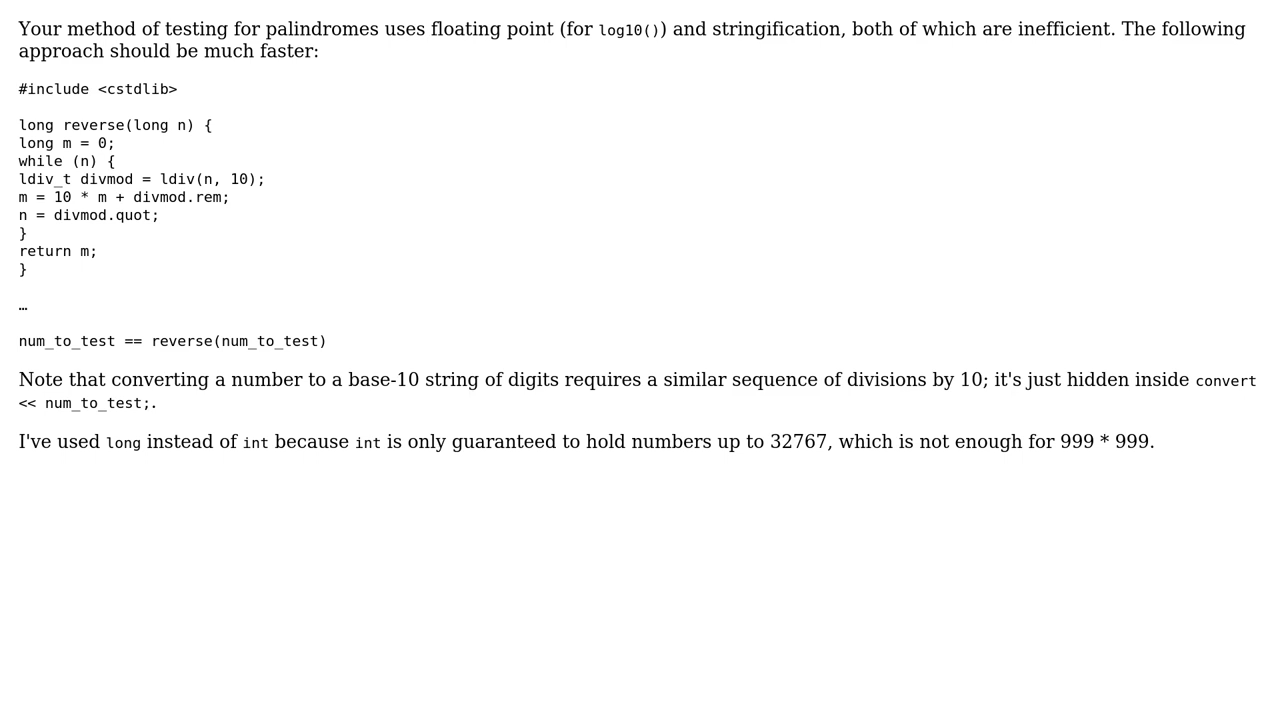 Your method of testing for palindromes uses floating point (for log10()) and stringification, both of which are inefficient. The following
approach should be much faster:
#include <cstdlib>
long reverse(long n) {
long m = 0;
while (n) {
ldiv_t divmod = ldiv(n, 10);
m = 10 * m + divmod.rem;
n = divmod.quot;
}
return m;
}
…
num_to_test == reverse(num_to_test)
Note that converting a number to a base-10 string of digits requires a similar sequence of divisions by 10; it's just hidden inside convert
<< num_to_test;.
I've used long instead of int because int is only guaranteed to hold numbers up to 32767, which is not enough for 999 * 999.